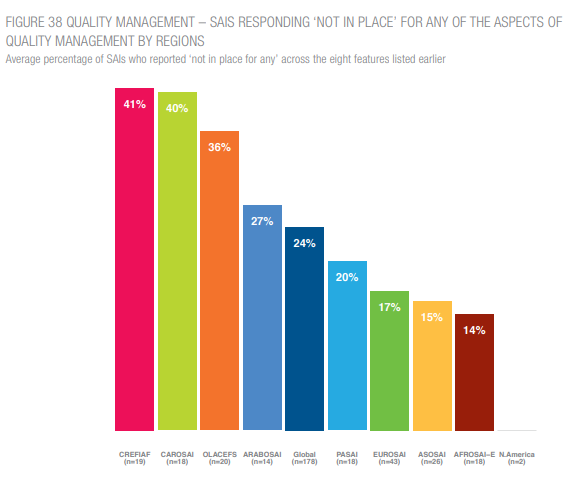 FIGURE 38 QUALITY MANAGEMENT – SAIS RESPONDING ‘NOT IN PLACE’ FOR ANY OF THE ASPECTS OF
QUALITY MANAGEMENT BY REGIONS
Average percentage of SAIs who reported ‘not in place for any’ across the eight features listed earlier
41%
40%
36%
27%
24%
20%
17%
15%
14%
CREFIAF CAROSAI OLACEFS ARABOSAI Global PASAI EUROSAI ASOSAI AFROSAI–E N.America
(n=19) (n=18) (n=20) (n=14) (n=178) (n=18) (n=43) (n=26) (n=18) (n=2)